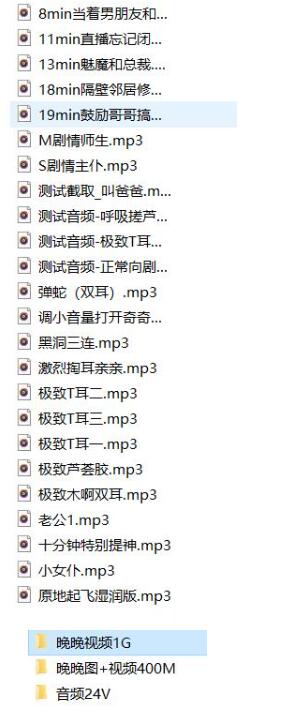 8min当着男朋友和...
11min直播忘记闭...
13min魅魔和总裁....
18min隔壁邻居修...
19min鼓励哥哥搞...
M剧情师生.mp3
S剧情主仆.mp3
测试截取_叫爸爸.m...
测试音频-呼吸搓芦...
测试音频-极致T耳...
测试音频-正常向剧...
弹蛇（双耳）.mp3
调小音量打开奇奇...
黑洞三连.mp3
激烈掏耳亲亲.mp3
极致T耳二.mp3
极致T耳三.mp3
极致T耳一.mp3
极致芦荟胶.mp3
极致木啊双耳.mp3
老公1.mp3
十分钟特别提神.mp3
小女仆.mp3
原地起飞湿润版.mp3
晚晚视频1G
晚晚图+视频400M
音频24V